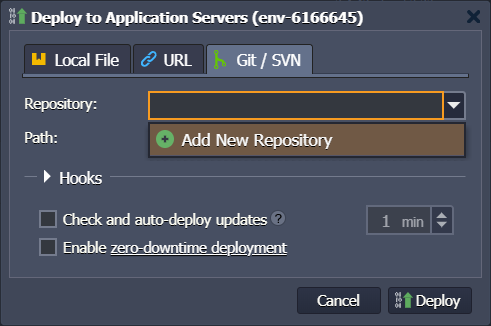 Deploy to Application Servers (env-6166645)
Local File
URL
Git / SVN
Repository:
Path:
Add New Repository
Hooks
Check and auto-deploy updates ?
1 min
Enable zero-downtime deployment
Cancel
Deploy